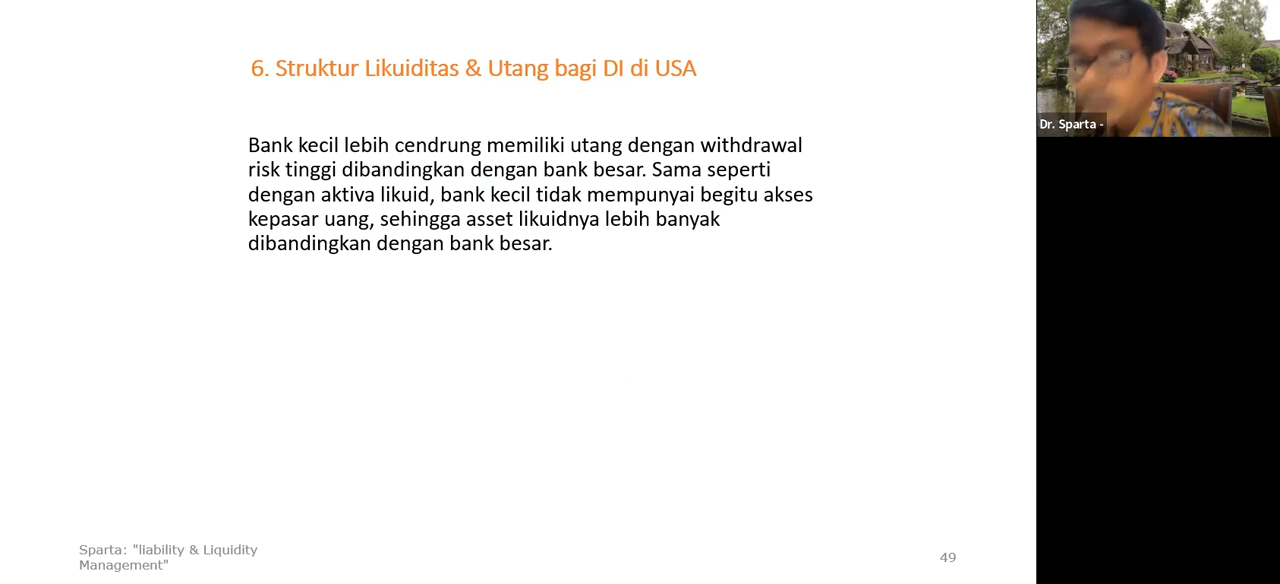 6. Struktur Likuiditas & Utang bagi DI di USA
Bank kecil lebih cendrung memiliki utang dengan withdrawal
risk tinggi dibandingkan dengan bank besar. Sama seperti
dengan aktiva likuid, bank kecil tidak mempunyai begitu akses
kepasar uang, sehingga asset likuidnya lebih banyak
dibandingkan dengan bank besar.
Dr. Sparta -
Sparta: "liability & Liquidity
Management"
49